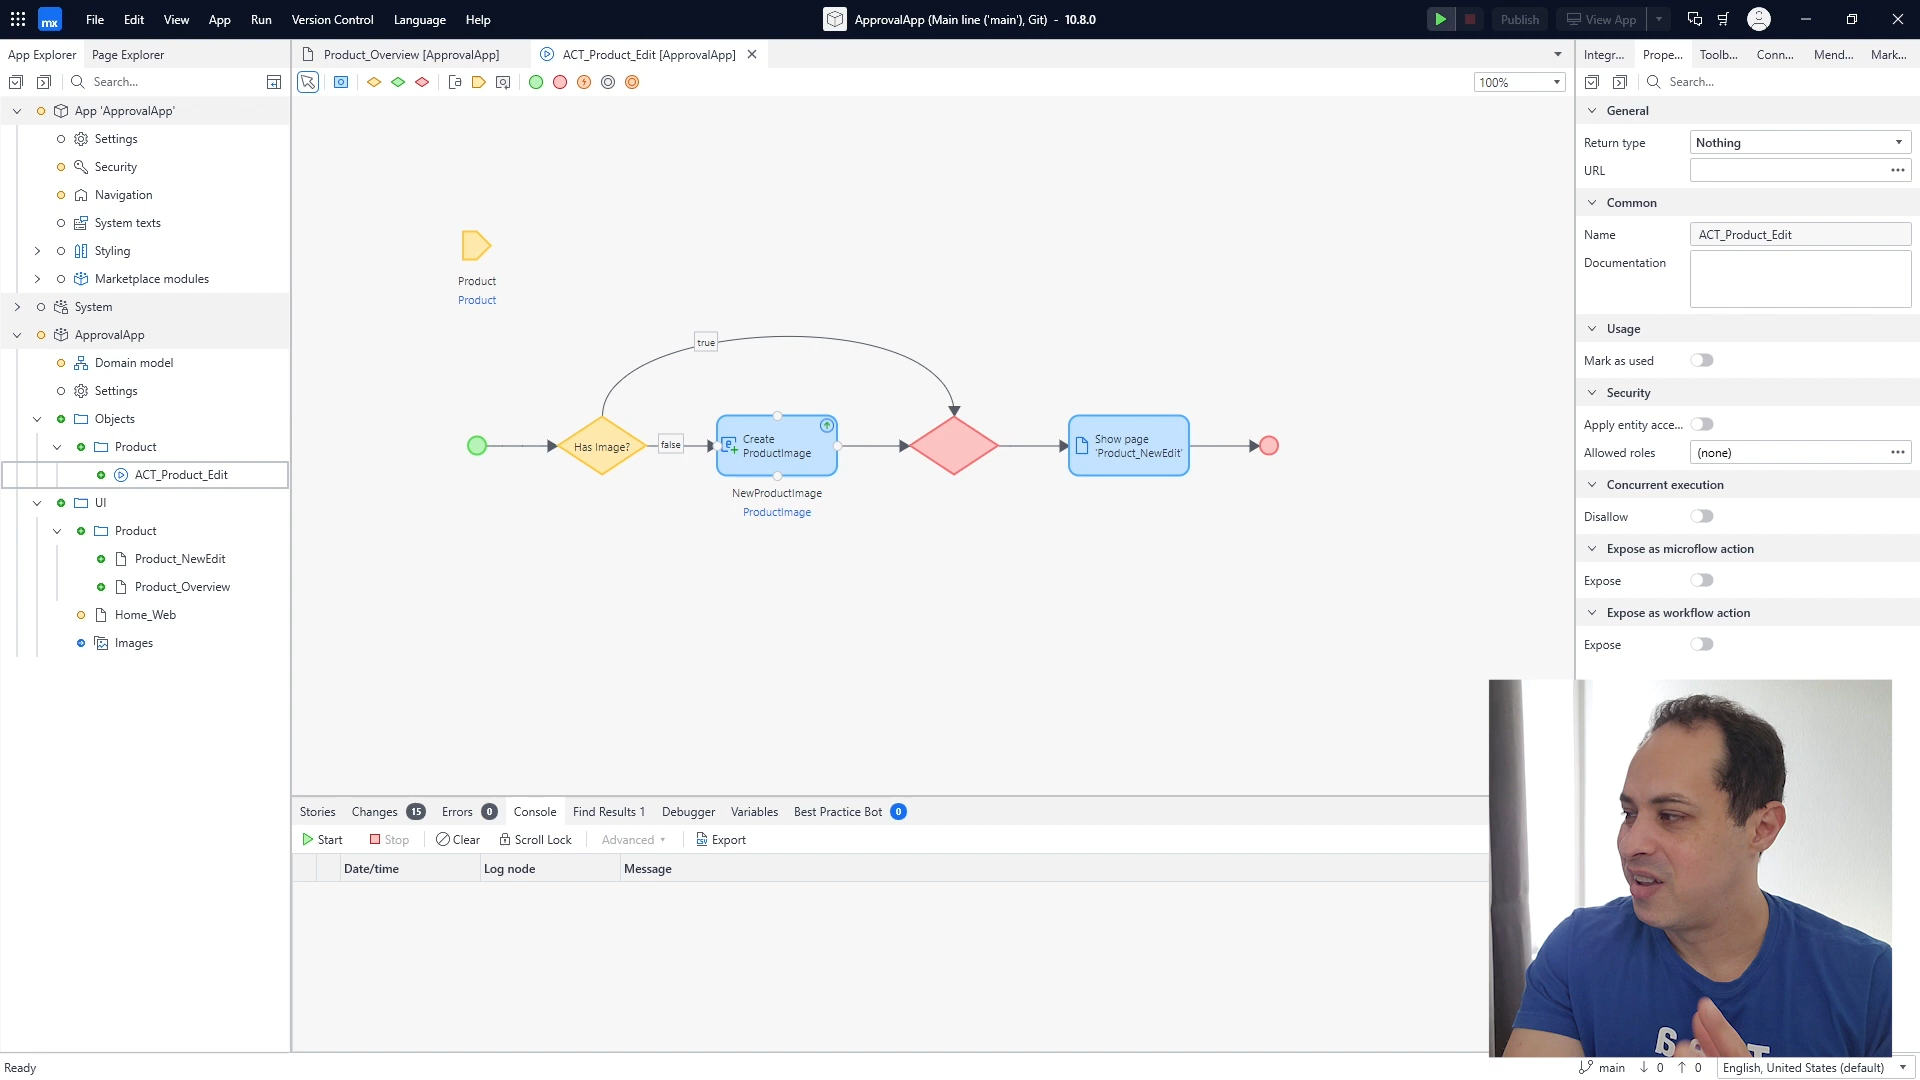 mx File Edit View App Run Version Control Language Help
ApprovalApp (Main line ('main'), Git) - 10.8.0
Publish View App
App Explorer Page Explorer
Product_Overview [ApprovalApp] ACT_Product_Edit [ApprovalApp]
Integr... Prope... Toolb... Conn... Mend... Mark...
Search...
100%
Search...
App 'ApprovalApp'
Settings
Security
Navigation
System texts
Styling
Marketplace modules
System
ApprovalApp
Domain model
Settings
Objects
Product
ACT_Product_Edit
UI
Product
Product_NewEdit
Product_Overview
Home_Web
Images
Product
Product
true
Has Image?
false
Create
ProductImage
NewProductImage
ProductImage
Show page
'Product_NewEdit'
General
Return type Nothing
URL
Common
Name ACT_Product_Edit
Documentation
Usage
Mark as used
Security
Apply entity acce...
Allowed roles (none)
Concurrent execution
Disallow
Expose as microflow action
Expose
Expose as workflow action
Expose
Stories Changes 15 Errors 0 Console Find Results 1 Debugger Variables Best Practice Bot 0
Start Stop Clear Scroll Lock Advanced Export
Date/time Log node Message
Ready
main 0 0 English, United States (default)